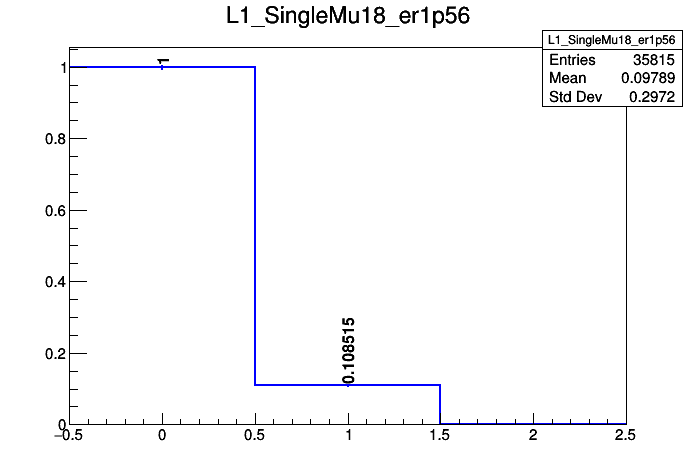 L1_SingleMu18_er1p56
L1_SingleMu18_er1p56
Entries 35815
Mean 0.09789
Std Dev 0.2972
1
0.8
0.6
0.4
0.2
0
1
0.108515
−0.5 0 0.5 1 1.5 2 2.5